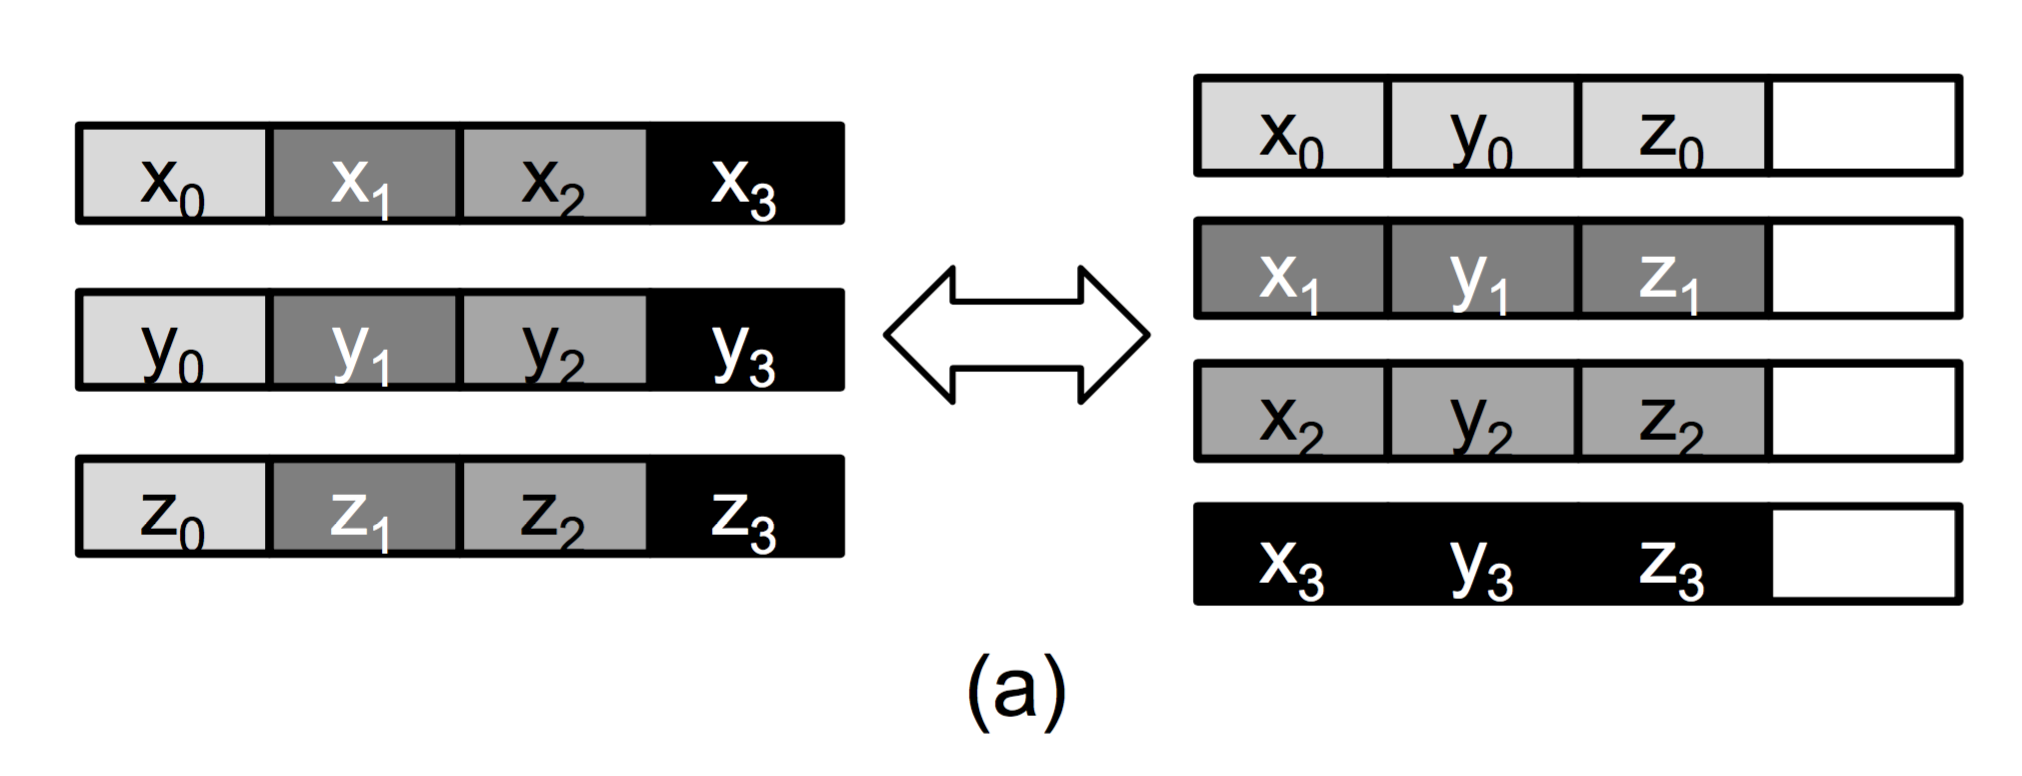 x₀ x₁ x₂ x₃
y₀ y₁ y₂ y₃
z₀ z₁ z₂ z₃
x₀ y₀ z₀
x₁ y₁ z₁
x₂ y₂ z₂
x₃ y₃ z₃
(a)